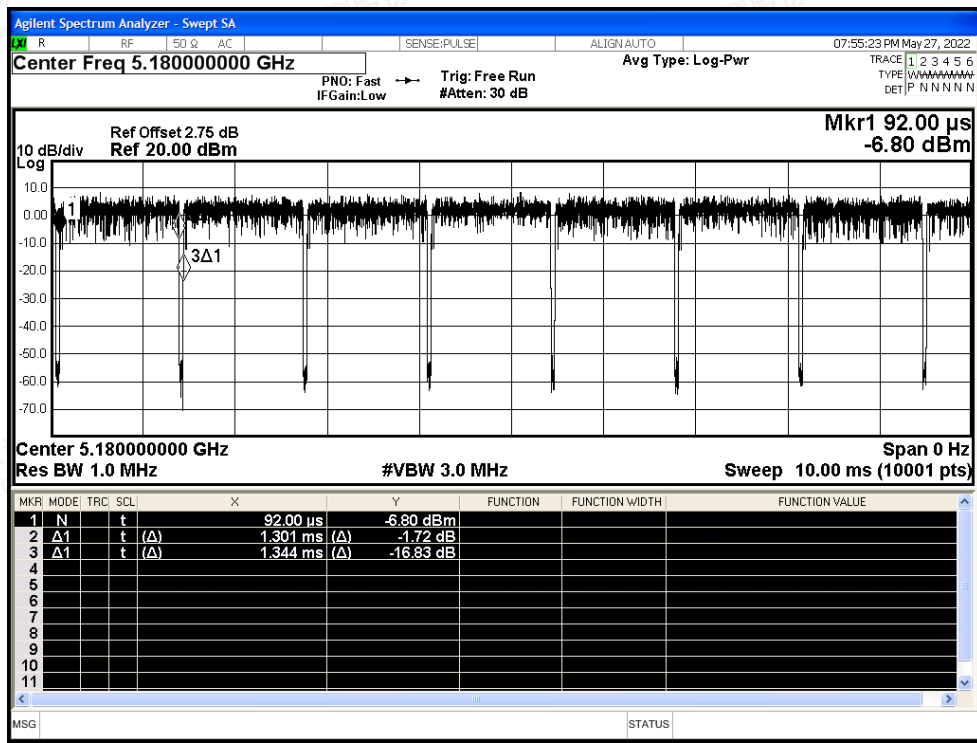 Agilent Spectrum Analyzer - Swept SA
LXI R RF 50 Ω AC SENSE:PULSE ALIGN AUTO 07:55:23 PM May 27, 2022
Center Freq 5.180000000 GHz
PNO: Fast
IFGain:Low
Trig: Free Run
#Atten: 30 dB
Avg Type: Log-Pwr
TRACE 1 2 3 4 5 6
TYPE W
DET P N N N N N
Mkr1 92.00 µs
-6.80 dBm
Ref Offset 2.75 dB
10 dB/div Ref 20.00 dBm
Log
10.0
0.00
-10.0
-20.0
-30.0
-40.0
-50.0
-60.0
-70.0
1
3Δ1
Center 5.180000000 GHz Span 0 Hz
Res BW 1.0 MHz #VBW 3.0 MHz Sweep 10.00 ms (10001 pts)
MKR MODE TRC SCL X Y FUNCTION FUNCTION WIDTH FUNCTION VALUE
1 N t 92.00 µs -6.80 dBm
2 Δ1 t (Δ) 1.301 ms (Δ) -1.72 dB
3 Δ1 t (Δ) 1.344 ms (Δ) -16.83 dB
4
5
6
7
8
9
10
11
MSG STATUS